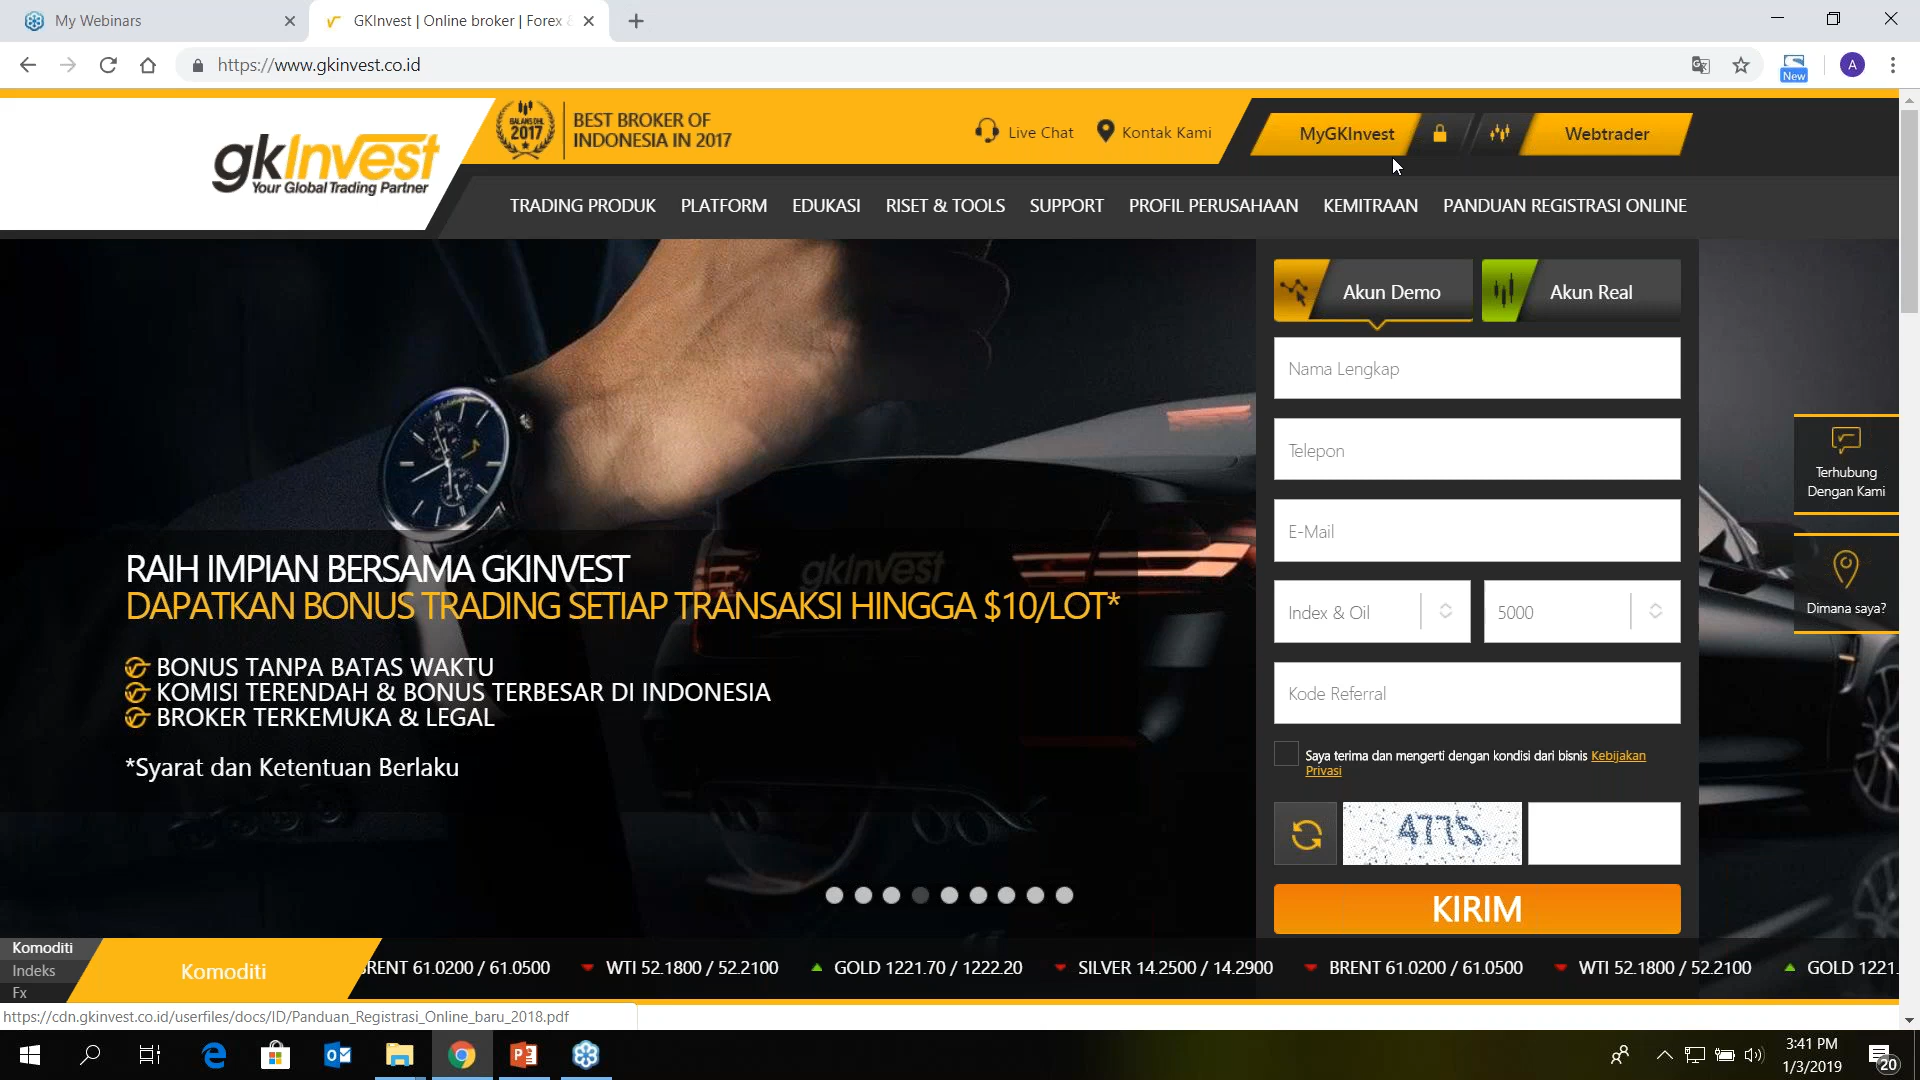 My Webinars
GKInvest | Online broker | Forex &
https://www.gkinvest.co.id
New
A
gkInvest
Your Global Trading Partner
2017
BEST BROKER OF
INDONESIA IN 2017
Live Chat
Kontak Kami
MyGKInvest
Webtrader
TRADING PRODUK
PLATFORM
EDUKASI
RISET & TOOLS
SUPPORT
PROFIL PERUSAHAAN
KEMITRAAN
PANDUAN REGISTRASI ONLINE
Akun Demo
Akun Real
Nama Lengkap
Telepon
E-Mail
Index & Oil
5000
Kode Referral
Saya terima dan mengerti dengan kondisi dari bisnis Kebijakan
Privasi
4775
KIRIM
Terhubung
Dengan Kami
Dimana saya?
gkInvest
RAIH IMPIAN BERSAMA GKINVEST
DAPATKAN BONUS TRADING SETIAP TRANSAKSI HINGGA $10/LOT*
BONUS TANPA BATAS WAKTU
KOMISI TERENDAH & BONUS TERBESAR DI INDONESIA
BROKER TERKEMUKA & LEGAL
*Syarat dan Ketentuan Berlaku
Komoditi
Indeks
Fx
Komoditi
BRENT 61.0200 / 61.0500
WTI 52.1800 / 52.2100
GOLD 1221.70 / 1222.20
SILVER 14.2500 / 14.2900
BRENT 61.0200 / 61.0500
WTI 52.1800 / 52.2100
GOLD 1221.
https://cdn.gkinvest.co.id/userfiles/docs/ID/Panduan_Registrasi_Online_baru_2018.pdf
3:41 PM
1/3/2019
20